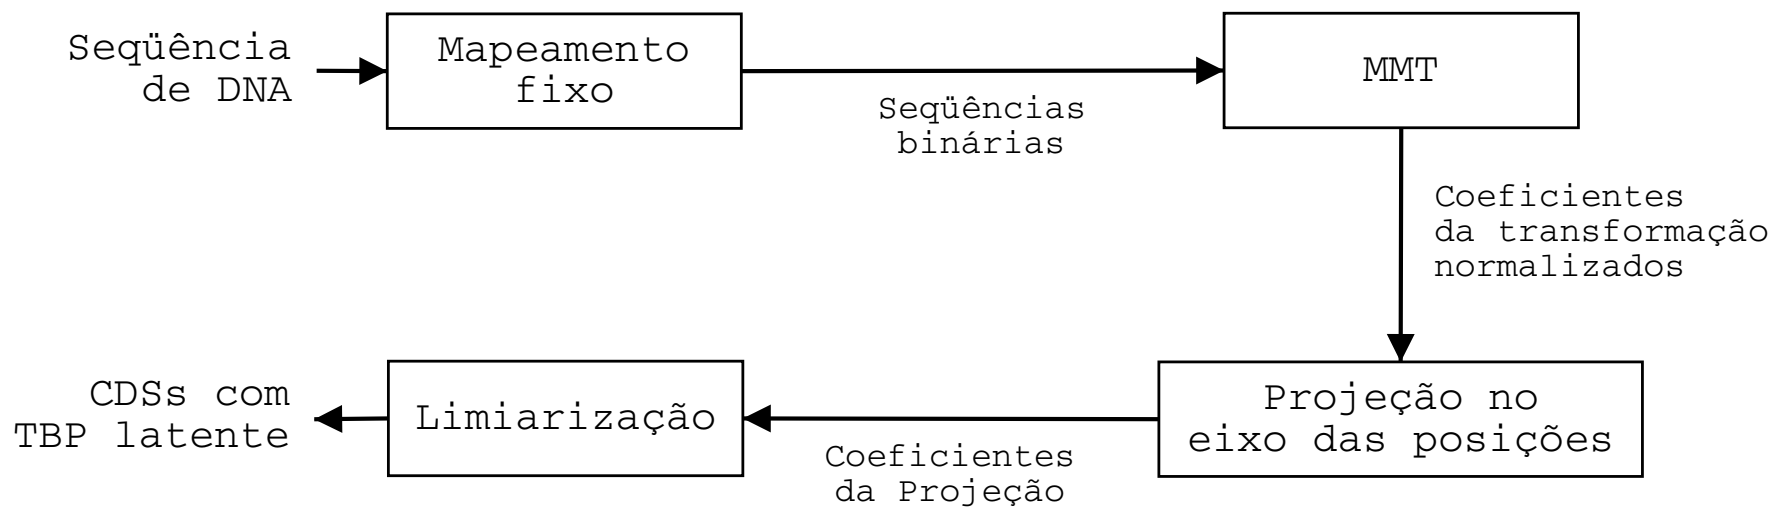 Seqüência
de DNA
Mapeamento
fixo
Seqüências
binárias
MMT
Coeficientes
da transformação
normalizados
Projeção no
eixo das posições
Coeficientes
da Projeção
Limiarização
CDSs com
TBP latente